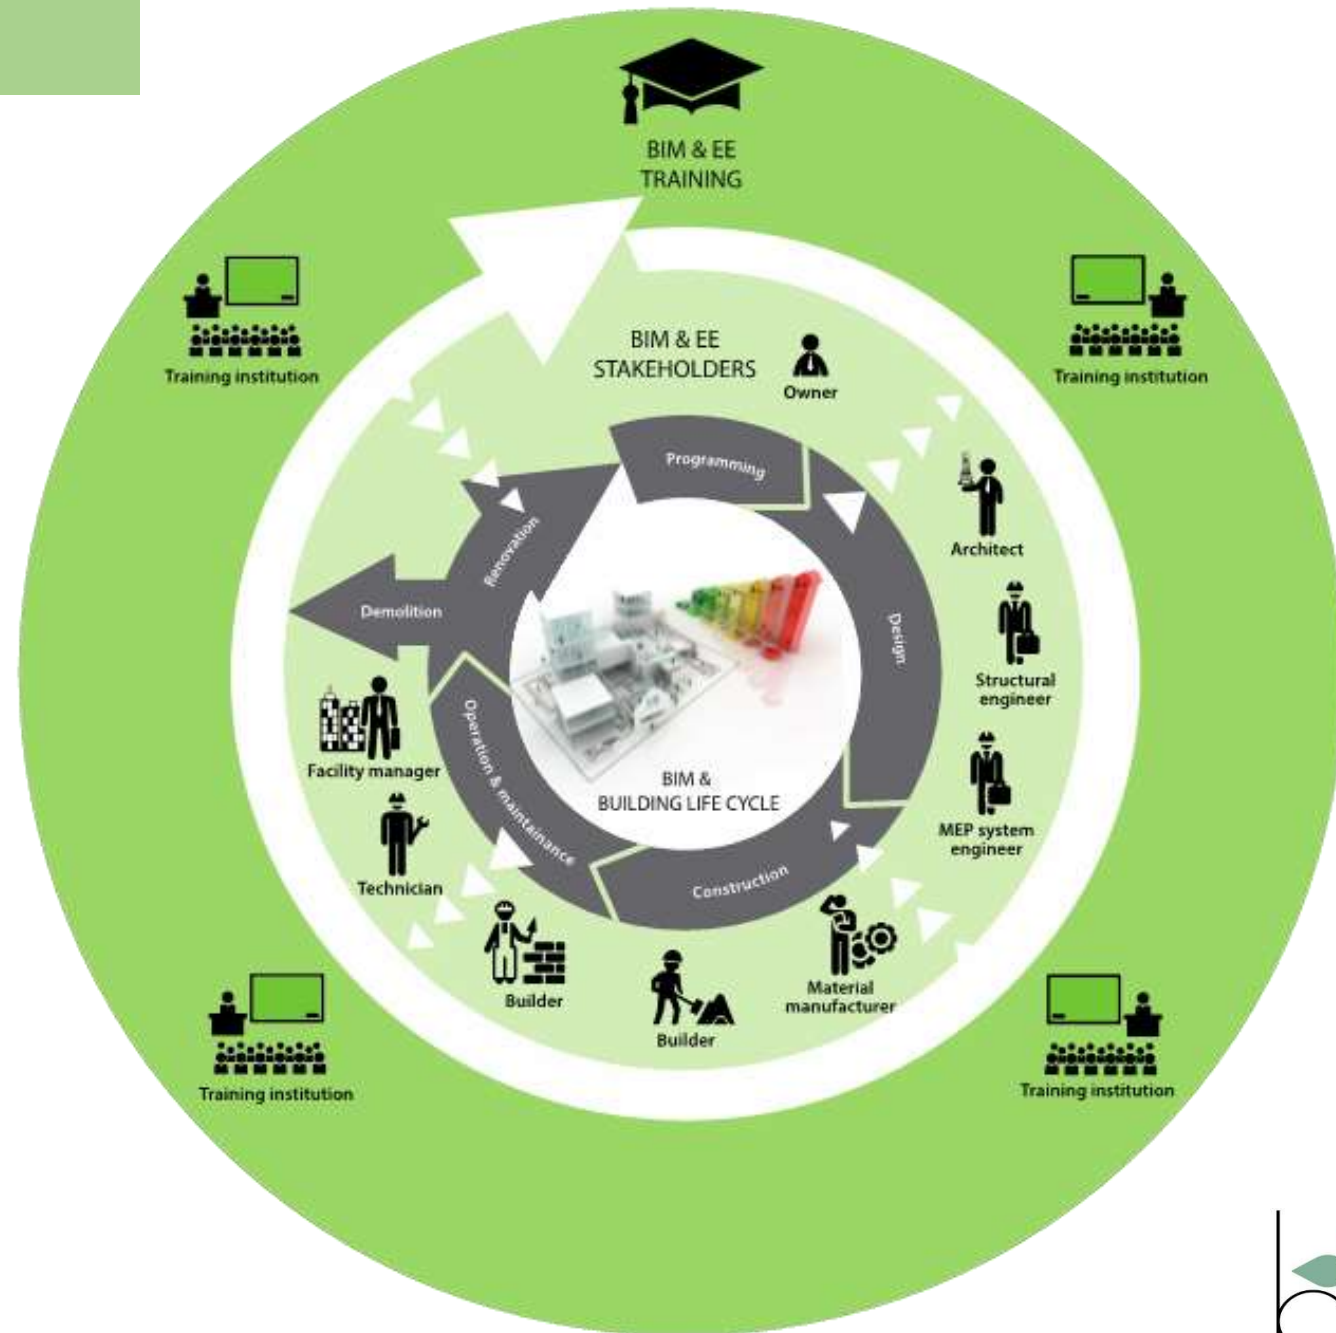 BIM & EE
TRAINING
Training institution
Training institution
BIM & EE
STAKEHOLDERS
Owner
Programming
Architect
Renovation
Demolition
Design
Structural
engineer
Facility manager
Operation & maintainance
BIM &
BUILDING LIFE CYCLE
MEP system
engineer
Technician
Construction
Material
manufacturer
Builder
Builder
Training institution
Training institution